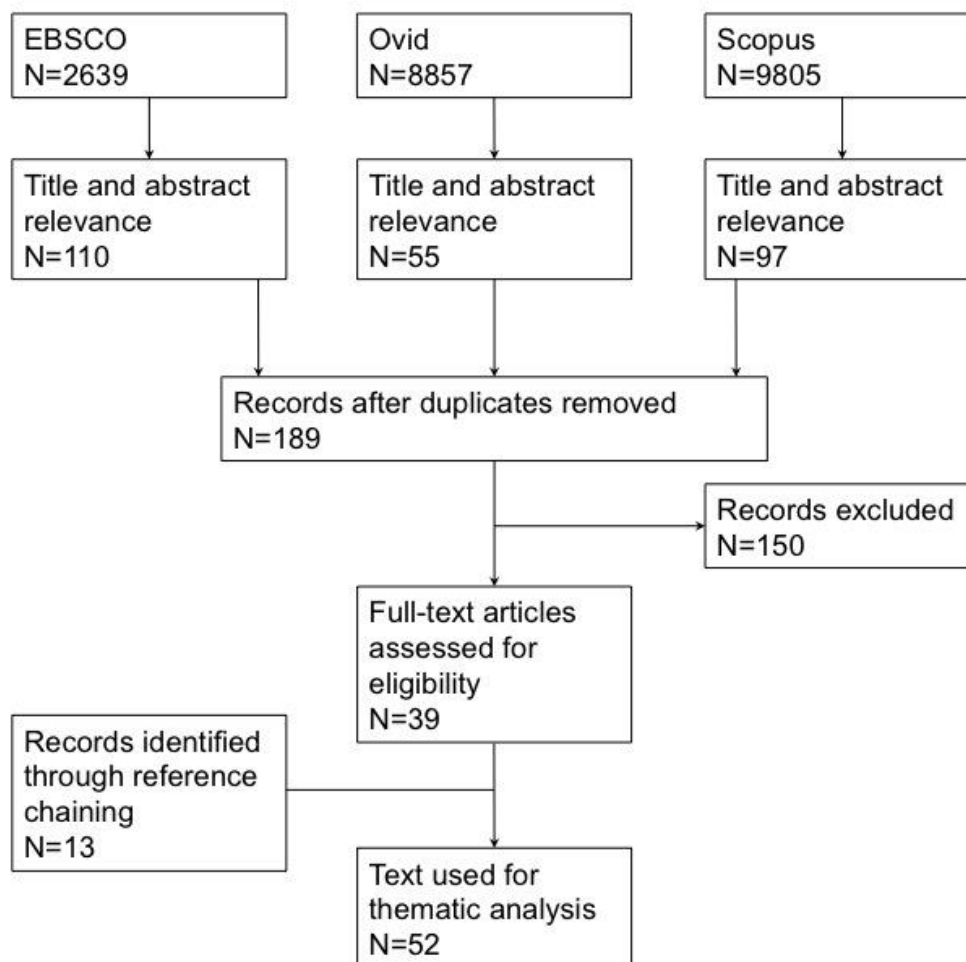 EBSCO
N=2639
Ovid
N=8857
Scopus
N=9805
Title and abstract
relevance
N=110
Title and abstract
relevance
N=55
Title and abstract
relevance
N=97
Records after duplicates removed
N=189
Records excluded
N=150
Full-text articles
assessed for
eligibility
N=39
Records identified
through reference
chaining
N=13
Text used for
thematic analysis
N=52